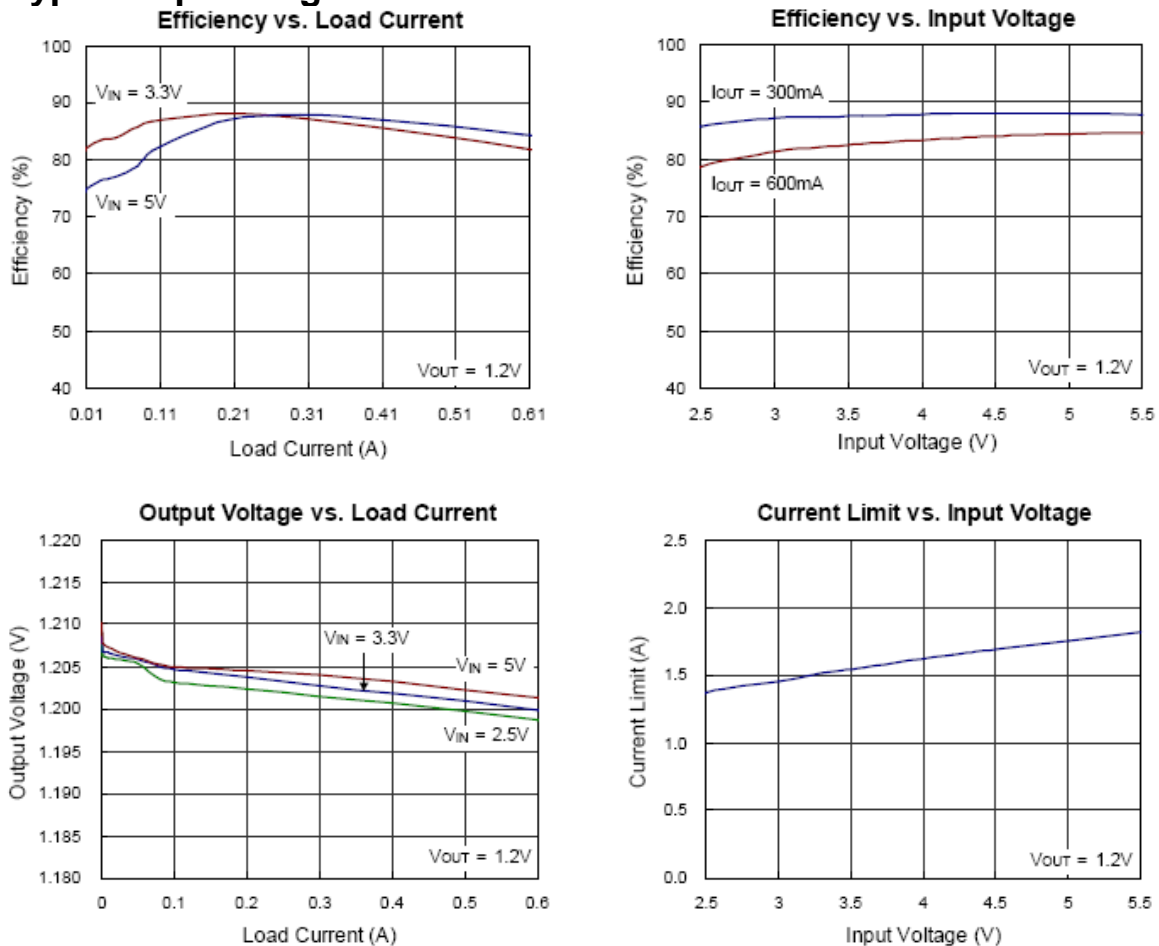 Efficiency vs. Load Current
100
90
80
70
60
50
40
VIN = 3.3V
VIN = 5V
VOUT = 1.2V
Efficiency (%)
0.01 0.11 0.21 0.31 0.41 0.51 0.61
Load Current (A)
Efficiency vs. Input Voltage
100
90
80
70
60
50
40
IOUT = 300mA
IOUT = 600mA
VOUT = 1.2V
Efficiency (%)
2.5 3 3.5 4 4.5 5 5.5
Input Voltage (V)
Output Voltage vs. Load Current
1.220
1.215
1.210
1.205
1.200
1.195
1.190
1.185
1.180
VIN = 3.3V
VIN = 5V
VIN = 2.5V
VOUT = 1.2V
Output Voltage (V)
0 0.1 0.2 0.3 0.4 0.5 0.6
Load Current (A)
Current Limit vs. Input Voltage
2.5
2.0
1.5
1.0
0.5
0.0
VOUT = 1.2V
Current Limit (A)
2.5 3 3.5 4 4.5 5 5.5
Input Voltage (V)